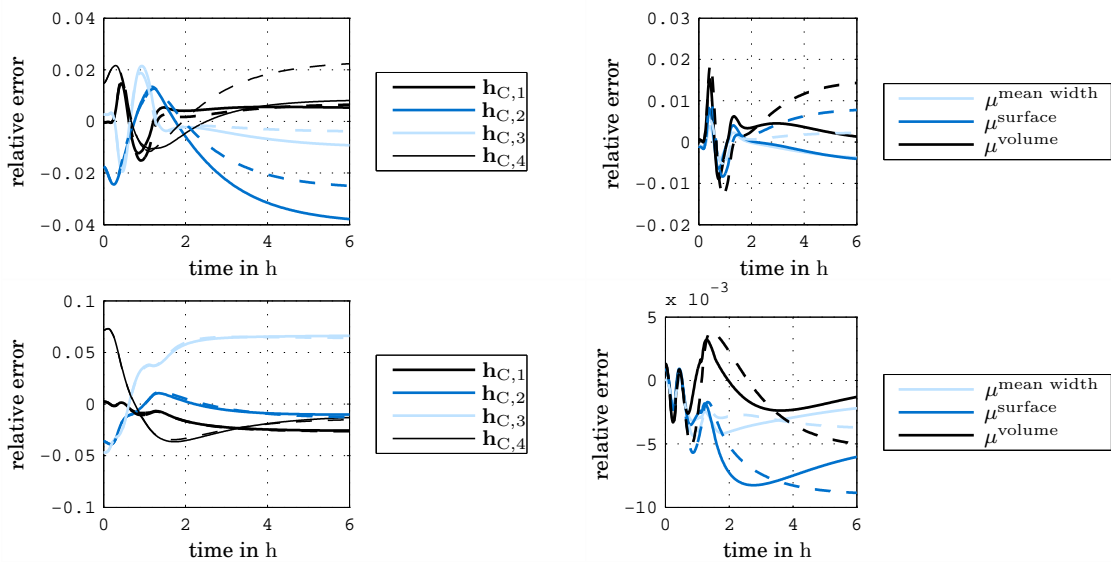 0.04
0.02
0
−0.02
−0.04
relative error
0 2 4 6
time in h
h_C,1
h_C,2
h_C,3
h_C,4
0.03
0.02
0.01
0
−0.01
0.02
relative error
0 2 4 6
time in h
μ^mean width
μ^surface
μ^volume
0.1
0.05
0
−0.05
−0.1
relative error
0 2 4 6
time in h
h_C,1
h_C,2
h_C,3
h_C,4
x 10^−3
5
0
−5
−10
relative error
0 2 4 6
time in h
μ^mean width
μ^surface
μ^volume